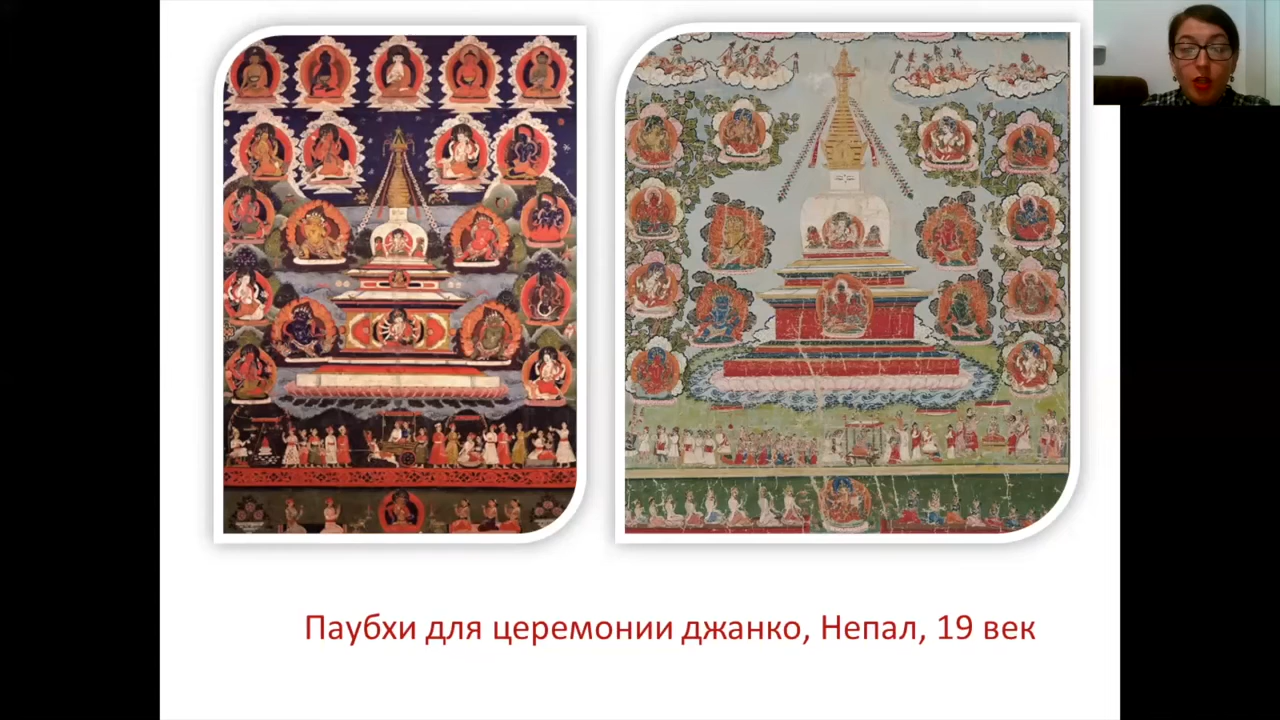 Паубхи для церемонии джанко, Непал, 19 век